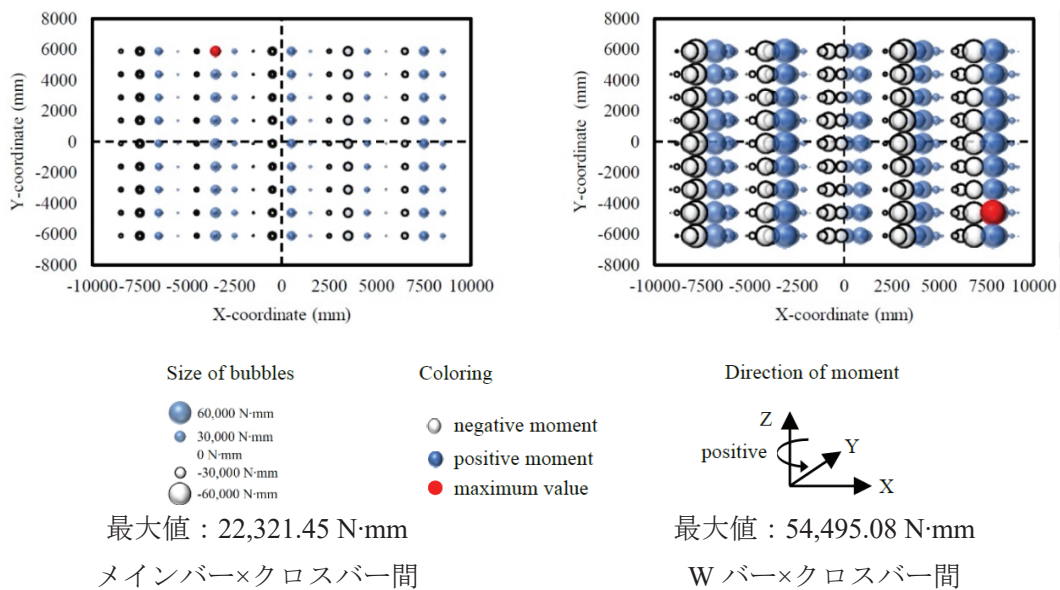 8000
6000
4000
2000
0
-2000
-4000
-6000
-8000
Y-coordinate (mm)
-10000-7500 -5000 -2500 0 2500 5000 7500 10000
X-coordinate (mm)
8000
6000
4000
2000
0
-2000
-4000
-6000
-8000
Y-coordinate (mm)
-10000-7500 -5000 -2500 0 2500 5000 7500 10000
X-coordinate (mm)
Size of bubbles
60,000 N·mm
30,000 N·mm
0 N·mm
-30,000 N·mm
-60,000 N·mm
Coloring
negative moment
positive moment
maximum value
Direction of moment
Z
positive
Y
X
最大値：22,321.45 N·mm
メインバー×クロスバー間
最大値：54,495.08 N·mm
W バー×クロスバー間